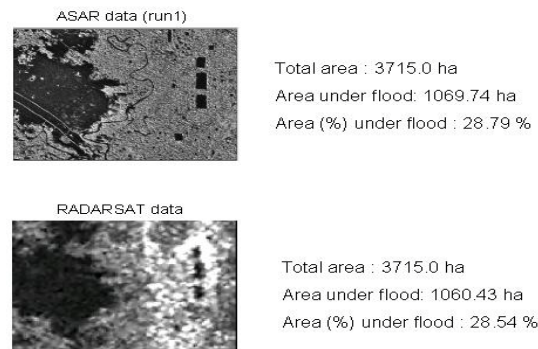 ASAR data (run1)
Total area : 3715.0 ha
Area under flood: 1069.74 ha
Area (%) under flood : 28.79 %
RADARSAT data
Total area : 3715.0 ha
Area under flood: 1060.43 ha
Area (%) under flood : 28.54 %